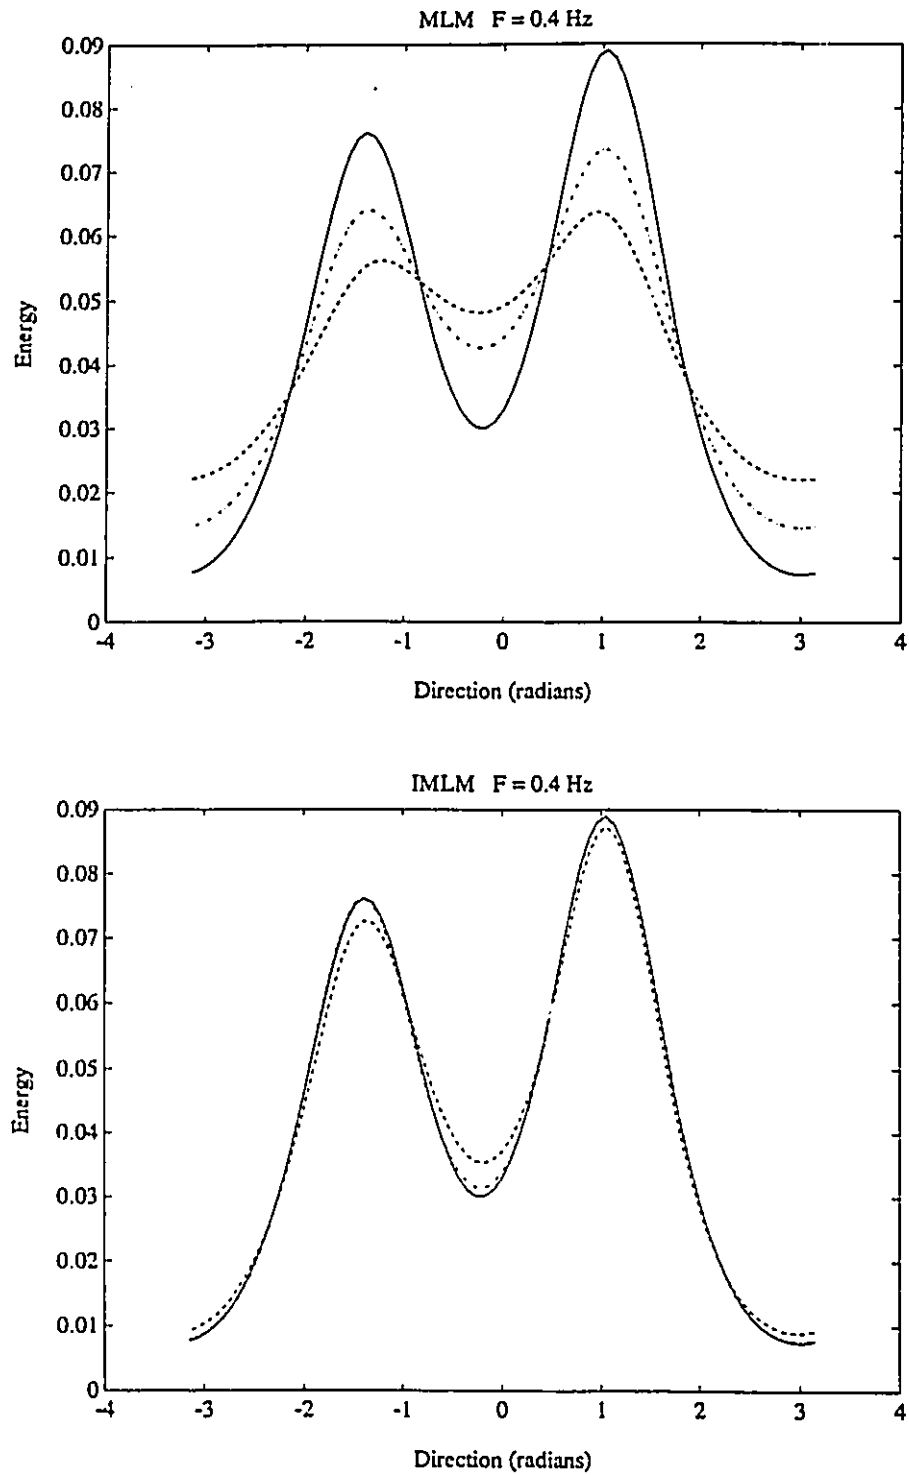 MLM F = 0.4 Hz
0.09
0.08
0.07
0.06
0.05
0.04
0.03
0.02
0.01
0
Energy
-4 -3 -2 -1 0 1 2 3 4
Direction (radians)
IMLM F = 0.4 Hz
0.09
0.08
0.07
0.06
0.05
0.04
0.03
0.02
0.01
0
Energy
-4 -3 -2 -1 0 1 2 3 4
Direction (radians)